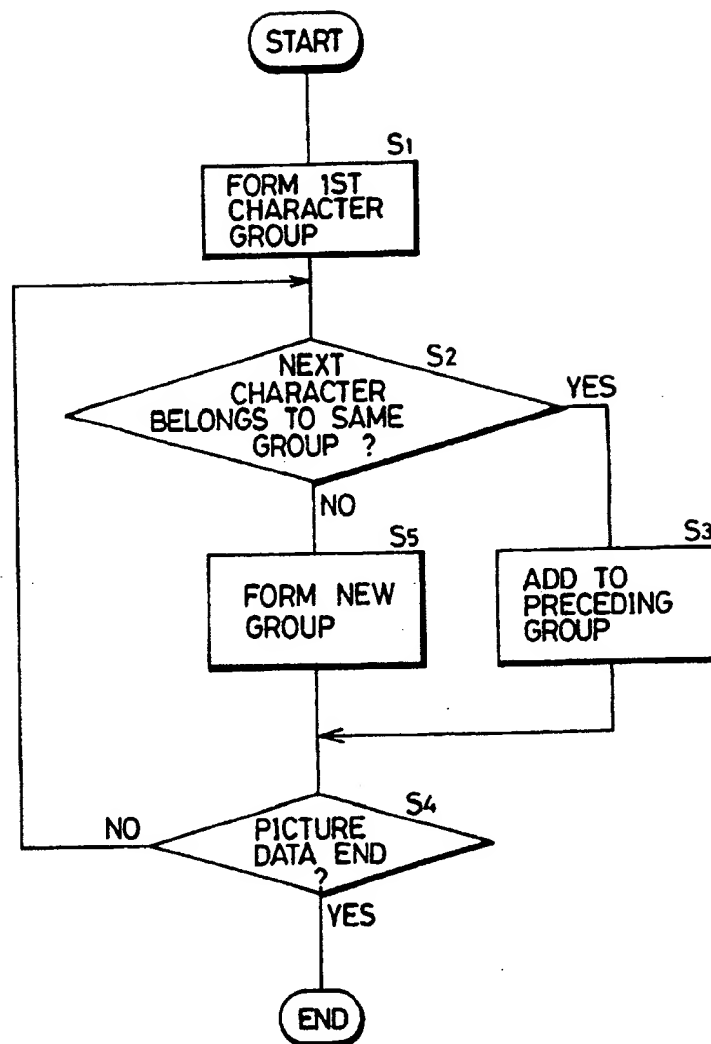 START
S1
FORM 1ST
CHARACTER
GROUP
S2
NEXT
CHARACTER
BELONGS TO SAME
GROUP ?
YES
NO
S5
FORM NEW
GROUP
S3
ADD TO
PRECEDING
GROUP
S4
NO
PICTURE
DATA END
?
YES
END